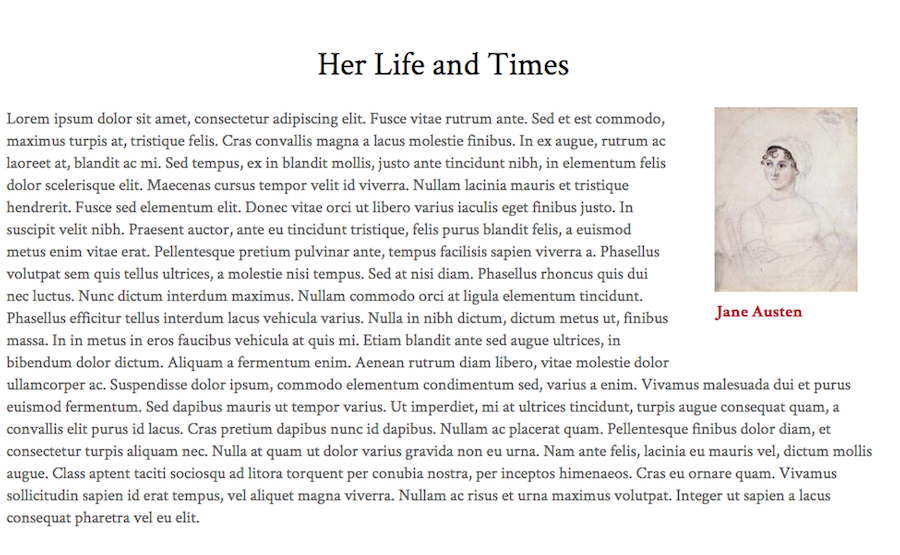 Her Life and Times
Lorem ipsum dolor sit amet, consectetur adipiscing elit. Fusce vitae rutrum ante. Sed et est commodo,
maximus turpis at, tristique felis. Cras convallis magna a lacus molestie finibus. In ex augue, rutrum ac
laoreet at, blandit ac mi. Sed tempus, ex in blandit mollis, justo ante tincidunt nibh, in elementum felis
dolor scelerisque elit. Maecenas cursus tempor velit id viverra. Nullam lacinia mauris et tristique
hendrerit. Fusce sed elementum elit. Donec vitae orci ut libero varius iaculis eget finibus justo. In
suscipit velit nibh. Praesent auctor, ante eu tincidunt tristique, felis purus blandit felis, a euismod
metus enim vitae erat. Pellentesque pretium pulvinar ante, tempus facilisis sapien viverra a. Phasellus
volutpat sem quis tellus ultrices, a molestie nisi tempus. Sed at nisi diam. Phasellus rhoncus quis dui
nec luctus. Nunc dictum interdum maximus. Nullam commodo orci at ligula elementum tincidunt.
Phasellus efficitur tellus interdum lacus vehicula varius. Nulla in nibh dictum, dictum metus ut, finibus
massa. In in metus in eros faucibus vehicula at quis mi. Etiam blandit ante sed augue ultrices, in
bibendum dolor dictum. Aliquam a fermentum enim. Aenean rutrum diam libero, vitae molestie dolor
ullamcorper ac. Suspendisse dolor ipsum, commodo elementum condimentum sed, varius a enim. Vivamus malesuada dui et purus
euismod fermentum. Sed dapibus mauris ut tempor varius. Ut imperdiet, mi at ultrices tincidunt, turpis augue consequat quam, a
convallis elit purus id lacus. Cras pretium dapibus nunc id dapibus. Nullam ac placerat quam. Pellentesque finibus dolor diam, et
consectetur turpis aliquam nec. Nulla at quam ut dolor varius gravida non eu urna. Nam ante felis, lacinia eu mauris vel, dictum mollis
augue. Class aptent taciti sociosqu ad litora torquent per conubia nostra, per inceptos himenaeos. Cras eu ornare quam. Vivamus
sollicitudin sapien id erat tempus, vel aliquet magna viverra. Nullam ac risus et urna maximus volutpat. Integer ut sapien a lacus
consequat pharetra vel eu elit.
Jane Austen